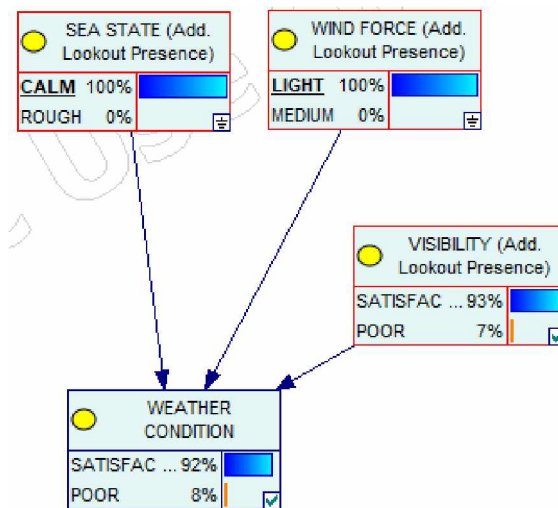 SEA STATE (Add.
Lookout Presence)
CALM 100%
ROUGH 0%
WIND FORCE (Add.
Lookout Presence)
LIGHT 100%
MEDIUM 0%
VISIBILITY (Add.
Lookout Presence)
SATISFAC ... 93%
POOR 7%
WEATHER
CONDITION
SATISFAC ... 92%
POOR 8%